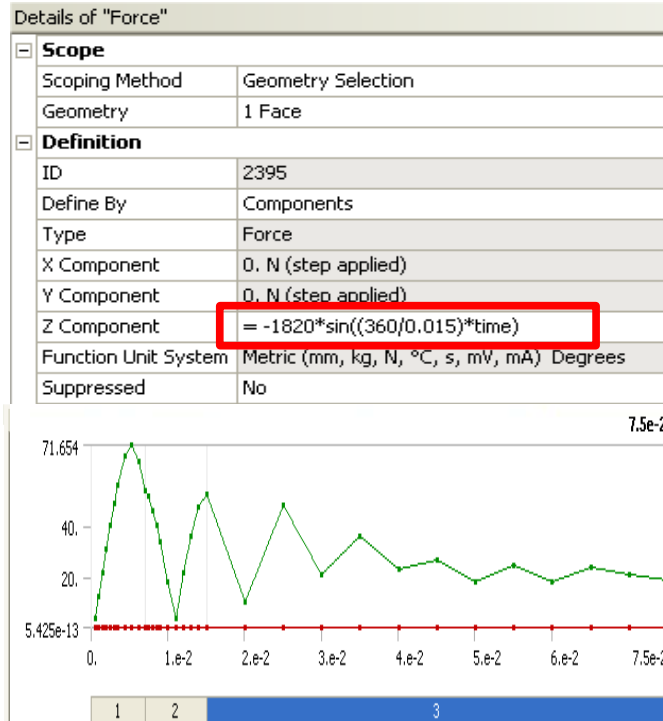 Details of "Force"
Scope
Scoping Method Geometry Selection
Geometry 1 Face
Definition
ID 2395
Define By Components
Type Force
X Component 0. N (step applied)
Y Component 0. N (step applied)
Z Component = -1820*sin((360/0.015)*time)
Function Unit System Metric (mm, kg, N, °C, s, mV, mA) Degrees
Suppressed No
7.5e-2
71.654
40.
20.
5.425e-13
0. 1.e-2 2.e-2 3.e-2 4.e-2 5.e-2 6.e-2 7.5e-2
1 2 3